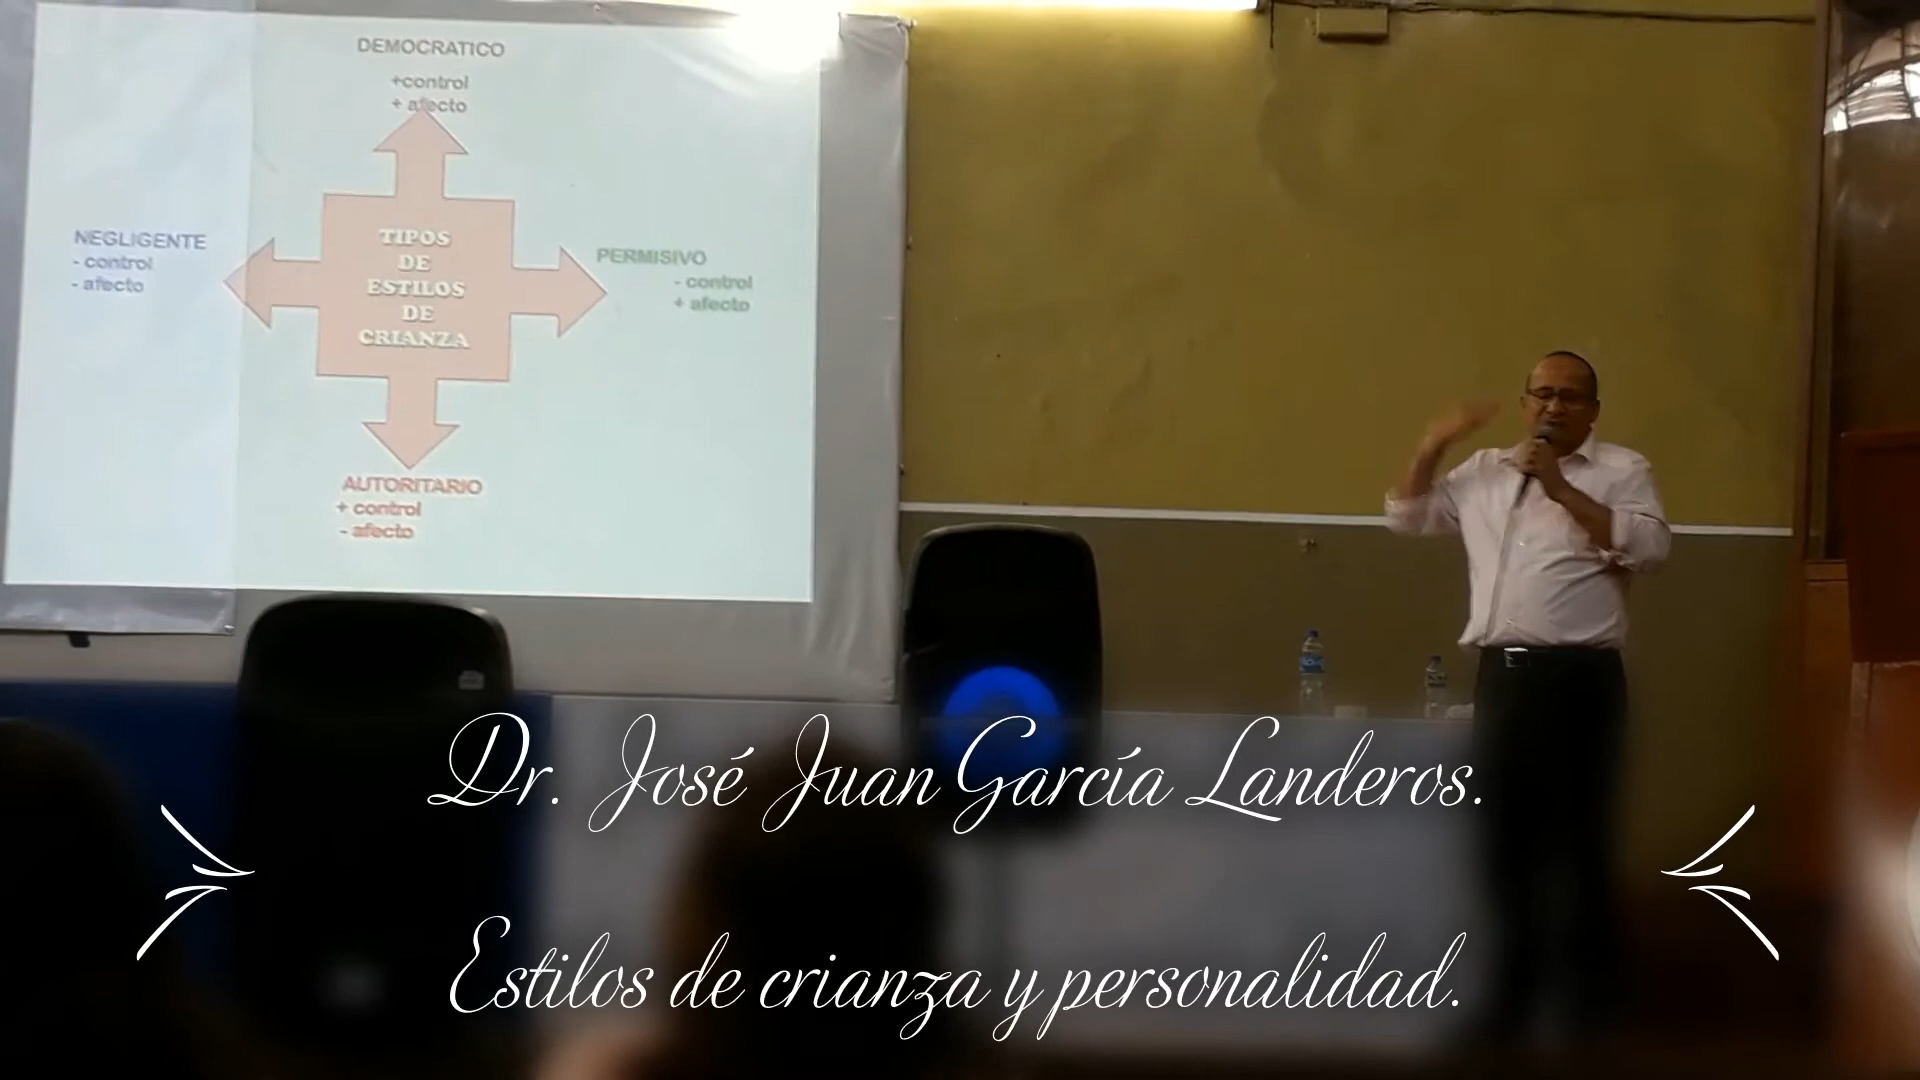 DEMOCRATICO
+control
+ afecto
NEGLIGENTE
- control
- afecto
TIPOS
DE
ESTILOS
DE
CRIANZA
PERMISIVO
- control
+ afecto
AUTORITARIO
+ control
- afecto
Dr. José Juan García Landeros.
Estilos de crianza y personalidad.